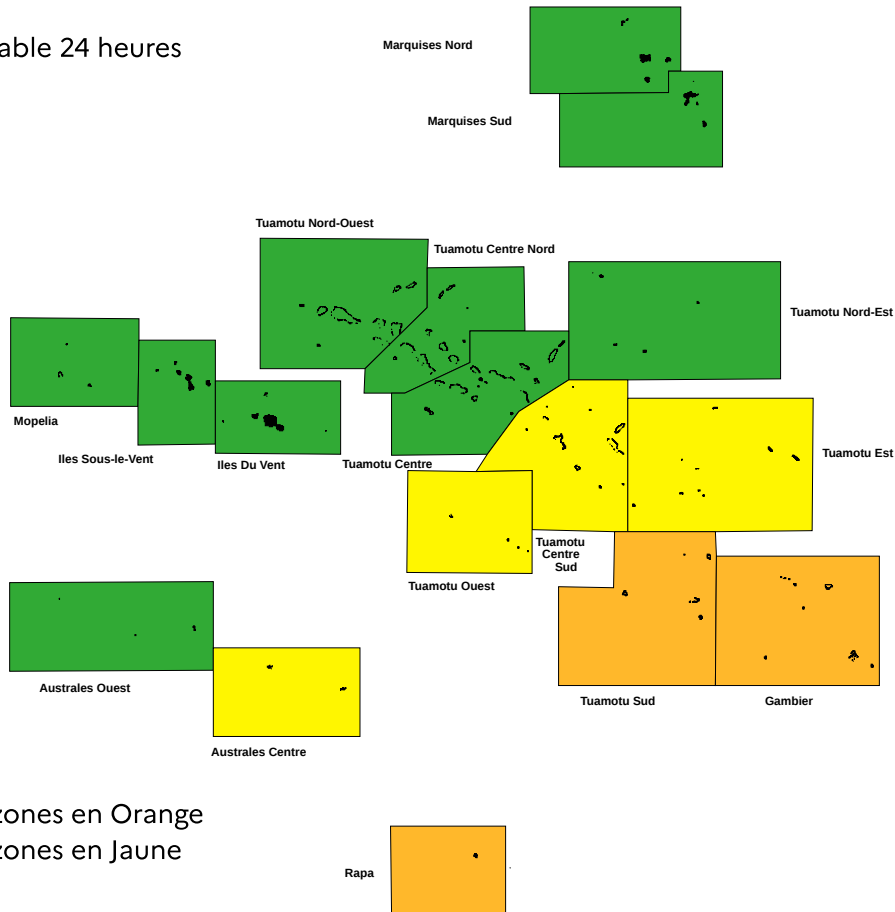 able 24 heures
Marquises Nord
Marquises Sud
Tuamotu Nord-Ouest
Tuamotu Centre Nord
Tuamotu Nord-Est
Mopelia
Iles Sous-le-Vent
Iles Du Vent
Tuamotu Centre
Tuamotu Est
Tuamotu
Centre
Sud
Tuamotu Ouest
Australes Ouest
Tuamotu Sud
Gambier
Australes Centre
zones en Orange
zones en Jaune
Rapa